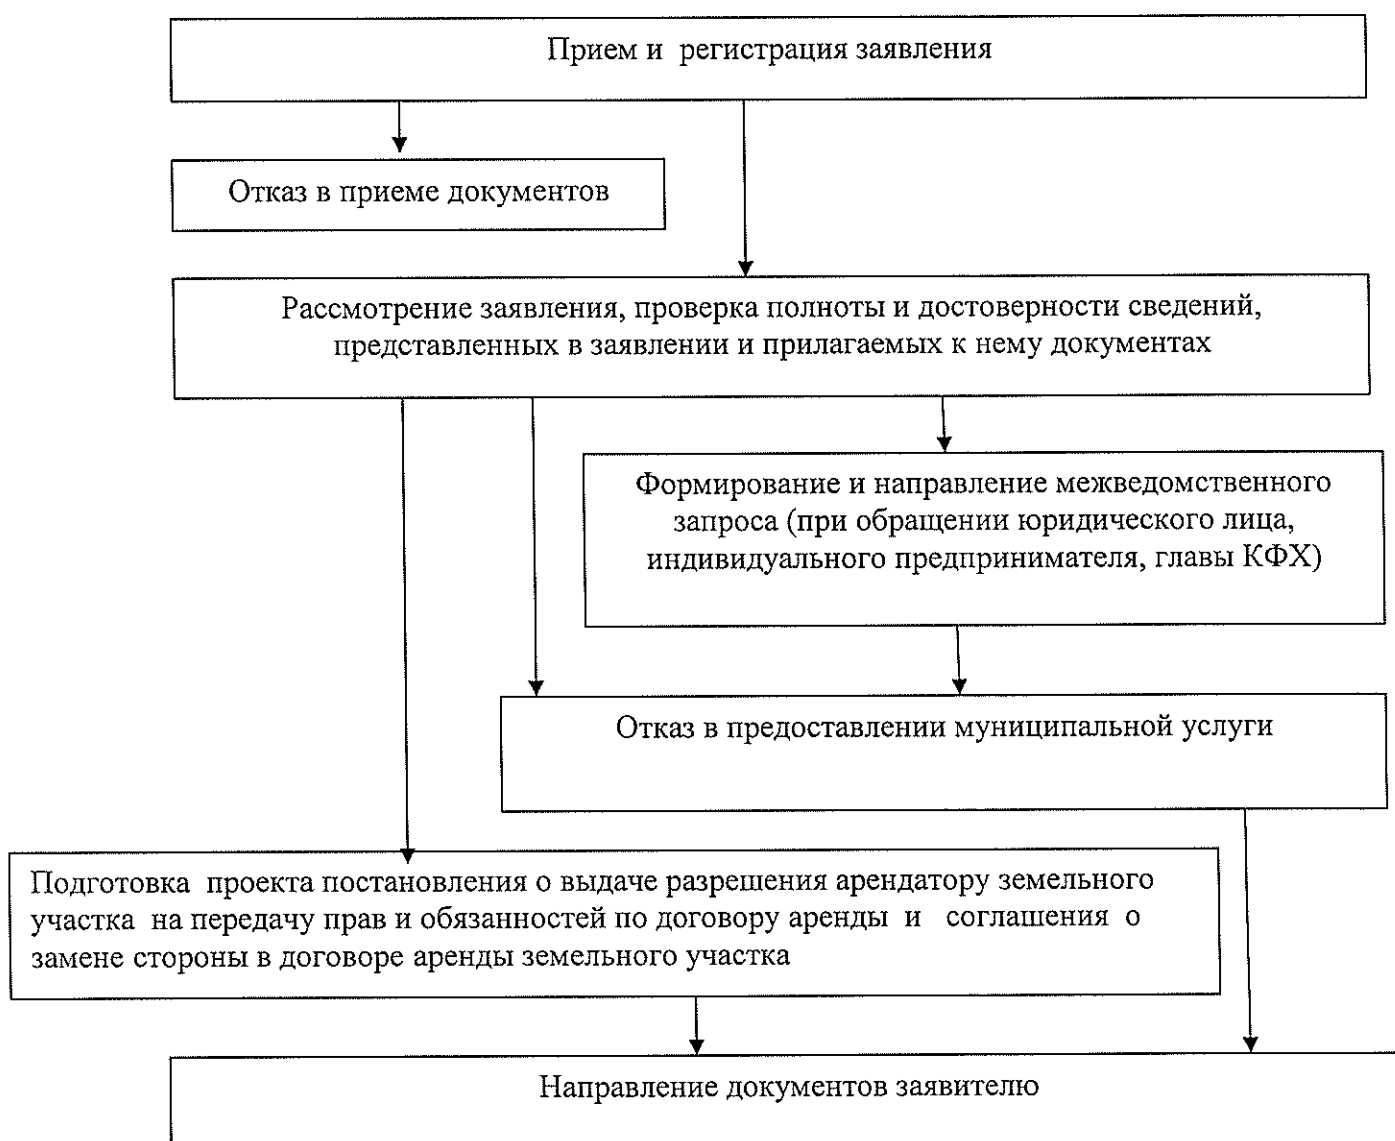 Прием и регистрация заявления
Отказ в приеме документов
Рассмотрение заявления, проверка полноты и достоверности сведений,
представленных в заявлении и прилагаемых к нему документах
Формирование и направление межведомственного
запроса (при обращении юридического лица,
индивидуального предпринимателя, главы КФХ)
Отказ в предоставлении муниципальной услуги
Подготовка проекта постановления о выдаче разрешения арендатору земельного
участка на передачу прав и обязанностей по договору аренды и соглашения о
замене стороны в договоре аренды земельного участка
Направление документов заявителю